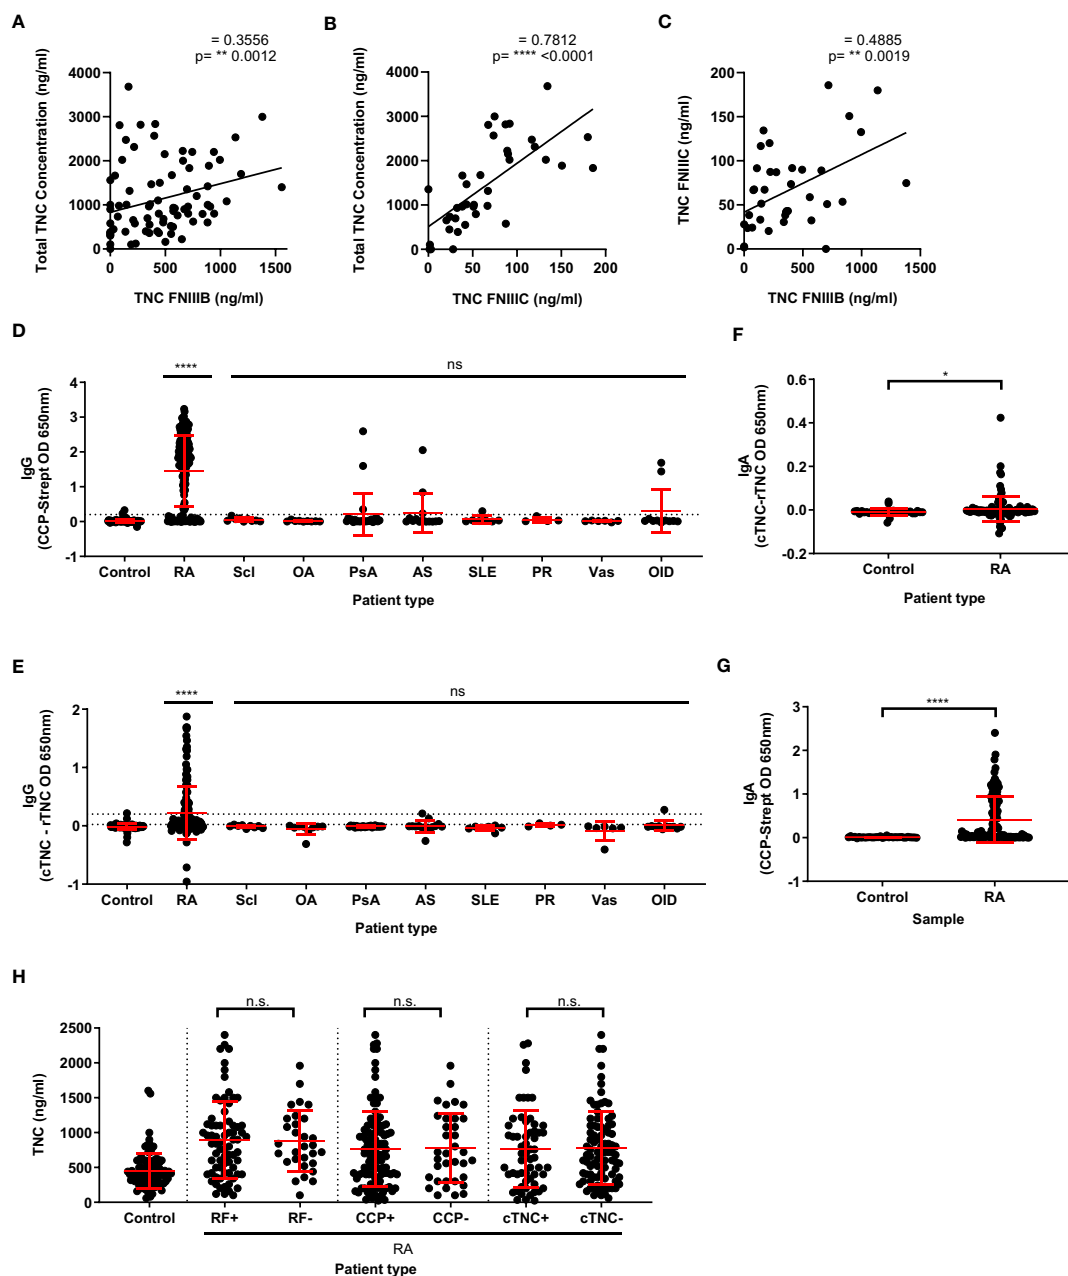 A
= 0.3556
p= ** 0.0012
Total TNC Concentration (ng/ml)
4000
3000
2000
1000
0
0 500 1000 1500
TNC FNIIIB (ng/ml)
B
= 0.7812
p= **** <0.0001
Total TNC Concentration (ng/ml)
4000
3000
2000
1000
0
0 50 100 150 200
TNC FNIIIC (ng/ml)
C
= 0.4885
p= ** 0.0019
TNC FNIIIC (ng/ml)
200
150
100
50
0
0 500 1000 1500
TNC FNIIIB (ng/ml)
D
**** ns
IgG
(CCP-Strept OD 650nm)
4
3
2
1
0
-1
Control RA Scl OA PsA AS SLE PR Vas OID
Patient type
F
*
IgA
(cTNC-rTNC OD 650nm)
0.6
0.4
0.2
0.0
-0.2
Control RA
Patient type
E
**** ns
IgG
(cTNC - rTNC OD 650nm)
2
1
0
-1
Control RA Scl OA PsA AS SLE PR Vas OID
Patient type
G
****
IgA
(CCP-Strept OD 650nm)
3
2
1
0
-1
Control RA
Sample
H
n.s. n.s. n.s.
TNC (ng/ml)
2500
2000
1500
1000
500
0
Control RF+ RF- CCP+ CCP- cTNC+ cTNC-
RA
Patient type